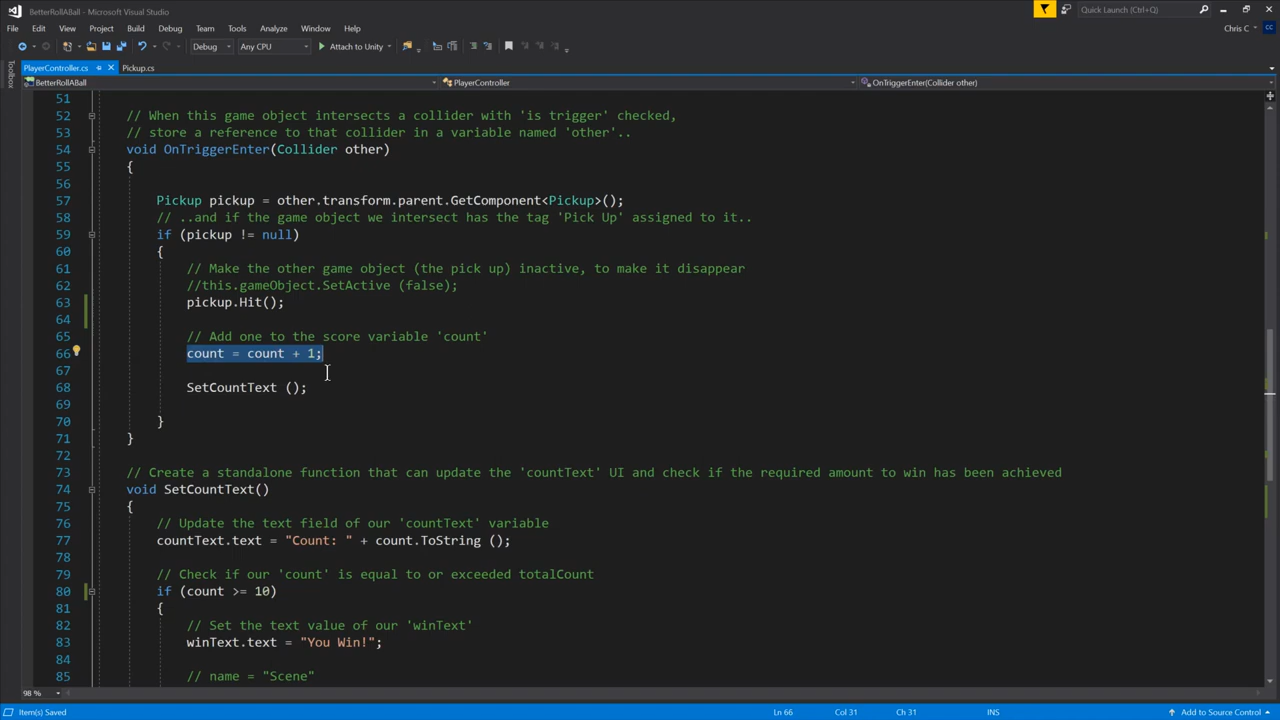 BetterRollABall - Microsoft Visual Studio
Quick Launch (Ctrl+Q)
File Edit View Project Build Debug Team Tools Test Analyze Window Help
Chris C
CC
Debug Any CPU Attach to Unity
Toolbox
PlayerController.cs Pickup.cs
BetterRollABall PlayerController OnTriggerEnter(Collider other)
51
52 // When this game object intersects a collider with 'is trigger' checked,
53 // store a reference to that collider in a variable named 'other'..
54 void OnTriggerEnter(Collider other)
55 {
56
57 Pickup pickup = other.transform.parent.GetComponent<Pickup>();
58 // ..and if the game object we intersect has the tag 'Pick Up' assigned to it..
59 if (pickup != null)
60 {
61 // Make the other game object (the pick up) inactive, to make it disappear
62 //this.gameObject.SetActive (false);
63 pickup.Hit();
64
65 // Add one to the score variable 'count'
66 count = count + 1;
67
68 SetCountText ();
69
70 }
71 }
72
73 // Create a standalone function that can update the 'countText' UI and check if the required amount to win has been achieved
74 void SetCountText()
75 {
76 // Update the text field of our 'countText' variable
77 countText.text = "Count: " + count.ToString ();
78
79 // Check if our 'count' is equal to or exceeded totalCount
80 if (count >= 10)
81 {
82 // Set the text value of our 'winText'
83 winText.text = "You Win!";
84
85 // name = "Scene"
98 %
Item(s) Saved Ln 66 Col 31 Ch 31 INS Add to Source Control